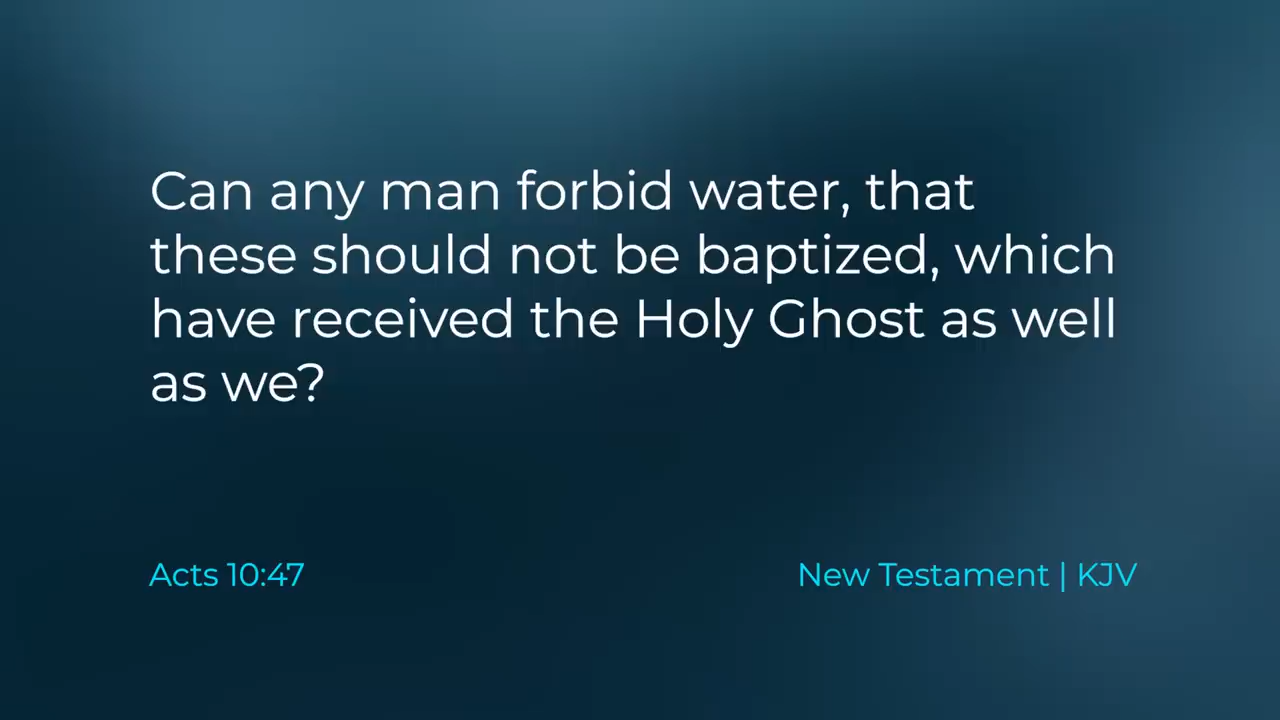 Can any man forbid water, that
these should not be baptized, which
have received the Holy Ghost as well
as we?
Acts 10:47
New Testament | KJV